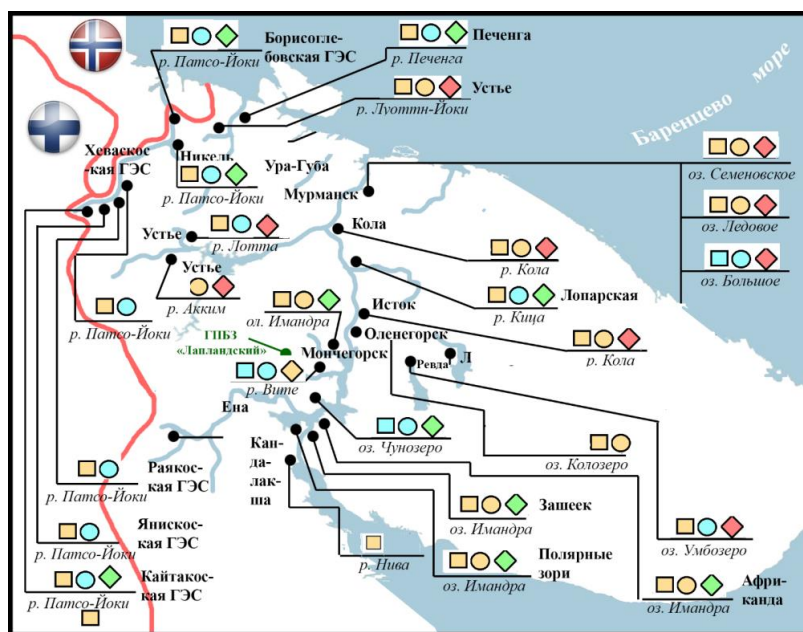 Борисогле-
бовская ГЭС
р. Патсо-Йоки
Печенга
р. Печенга
Устье
р. Луоттн-Йоки
Баренцево море
Хеваскос
-кая ГЭС
Никель
р. Патсо-Йоки
Ура-Губа
Мурманск
оз. Семеновское
оз. Ледовое
оз. Большое
Кола
р. Кола
Устье
р. Лотта
Устье
р. Акким
р. Патсо-Йоки
Лопарская
р. Кица
ол. Имандра
Исток
р. Кола
Оленегорск
ГПБЗ
«Лапландский»
Мончегорск
Ревда
Л
р. Вите
Ена
оз. Чунозеро
оз. Колозеро
Раякос-
кая ГЭС
р. Патсо-Йоки
Кан-
да-
лак-
ша
Зашеек
оз. Имандра
Янискос-
кая ГЭС
р. Патсо-Йоки
р. Нива
Полярные
зори
оз. Имандра
оз. Умбозеро
Кайтакос-
кая ГЭС
р. Патсо-Йоки
Афри-
канда
оз. Имандра